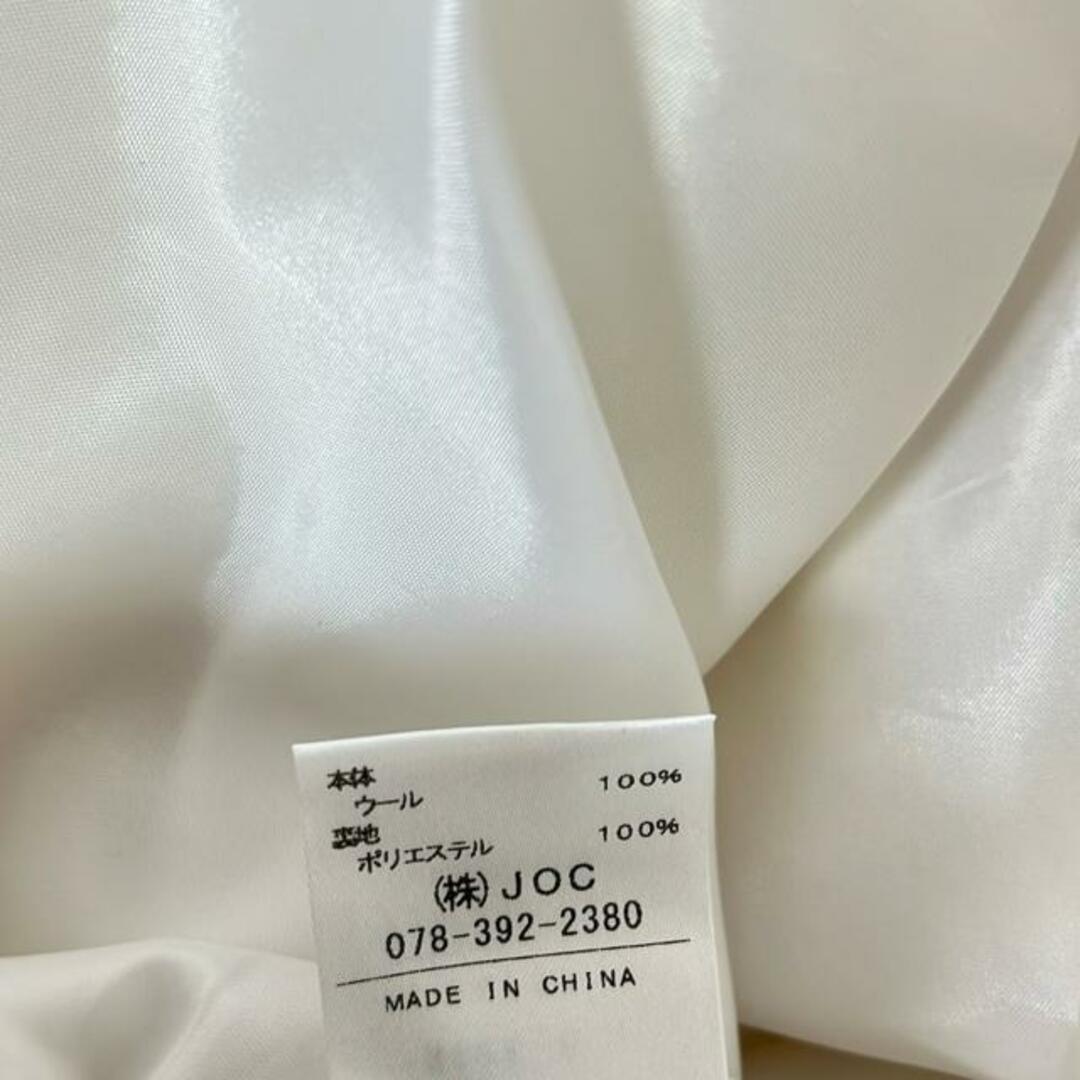 本体
ウール 100%
裏地
ポリエステル 100%
(株)JOC
078-392-2380
MADE IN CHINA